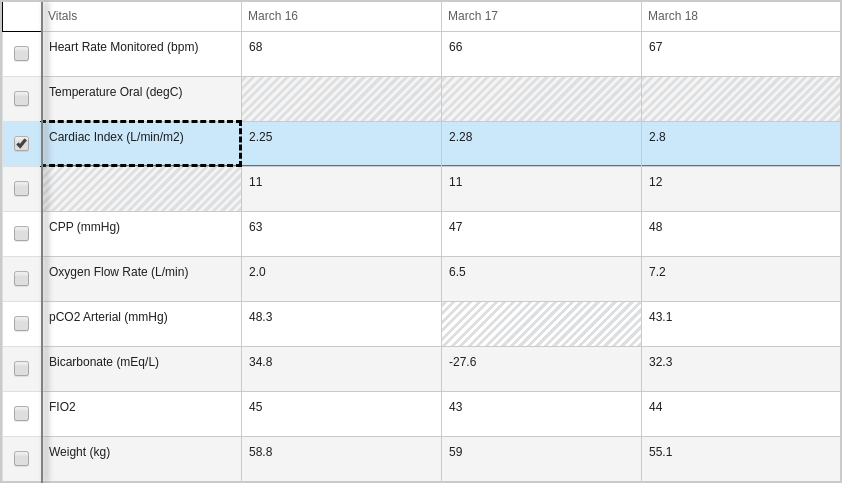 Vitals March 16 March 17 March 18
Heart Rate Monitored (bpm) 68 66 67
Temperature Oral (degC)
Cardiac Index (L/min/m2) 2.25 2.28 2.8
11 11 12
CPP (mmHg) 63 47 48
Oxygen Flow Rate (L/min) 2.0 6.5 7.2
pCO2 Arterial (mmHg) 48.3 43.1
Bicarbonate (mEq/L) 34.8 -27.6 32.3
FIO2 45 43 44
Weight (kg) 58.8 59 55.1